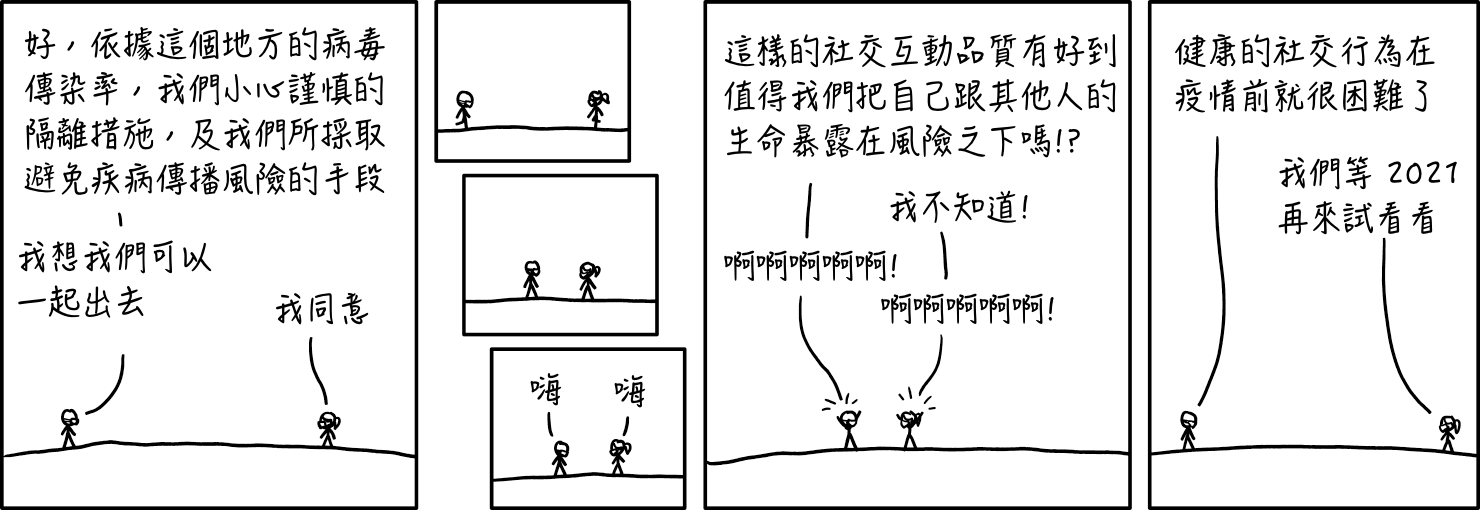 好，依據這個地方的病毒
傳染率，我們小心謹慎的
隔離措施，及我們所採取
避免疾病傳播風險的手段
我想我們可以
一起出去
我同意
嗨
嗨
這樣的社交互動品質有好到
值得我們把自己跟其他人的
生命暴露在風險之下嗎!?
我不知道!
啊啊啊啊啊!
啊啊啊啊啊!
健康的社交行為在
疫情前就很困難了
我們等 2021
再來試看看